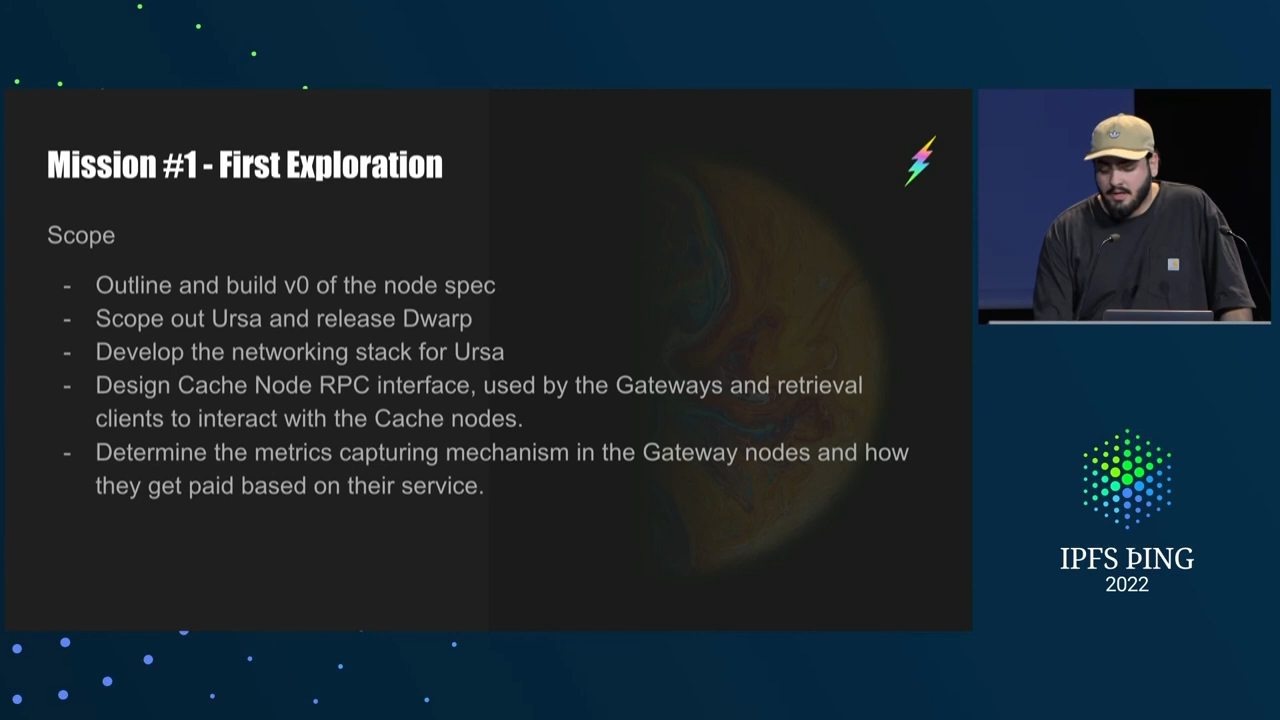 Mission #1 - First Exploration
Scope
- Outline and build v0 of the node spec
- Scope out Ursa and release Dwarp
- Develop the networking stack for Ursa
- Design Cache Node RPC interface, used by the Gateways and retrieval
clients to interact with the Cache nodes.
- Determine the metrics capturing mechanism in the Gateway nodes and how
they get paid based on their service.
IPFS ÞING
2022